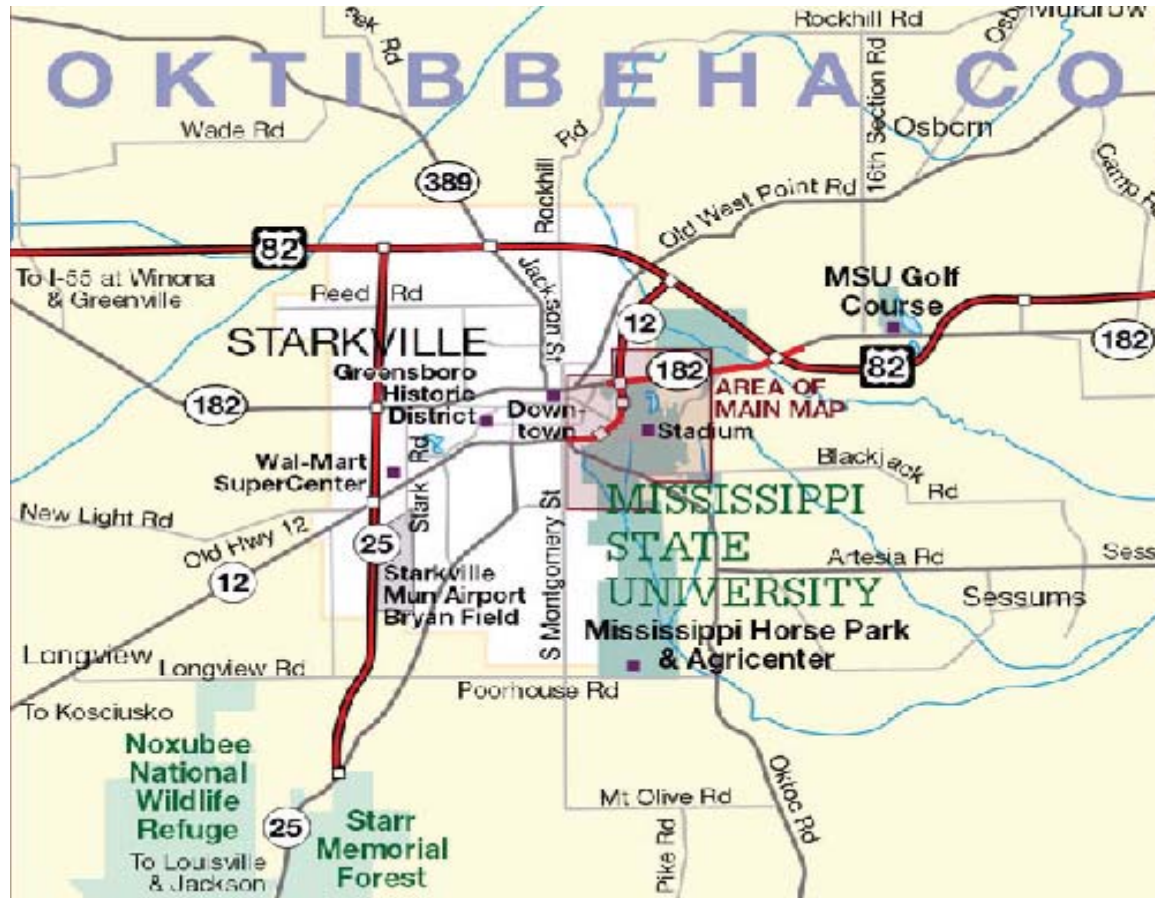 eek Rd
Rockhill Rd
Muldrow
OKTIBBEHA CO
Wade Rd
Rockhill Rd
16th Section Rd
Osborn
389
Camp Rd
Old West Point Rd
82
To I-55 at Winona
& Greenville
Jackson St
MSU Golf
Course
Reed Rd
12
STARKVILLE
182
Greensboro
Historic
District
182
82
182
AREA OF
MAIN MAP
Down-
town
Stadium
Wal-Mart
SuperCenter
Stark Rd
Blackjack
Rd
New Light Rd
Old Hwy 12
25
S Montgomery St
MISSISSIPPI
STATE
UNIVERSITY
Artesia Rd
Sess
12
Starkville
Mun Airport
Bryan Field
Sessums
Mississippi Horse Park
& Agricenter
Longview
Longview Rd
Poorhouse Rd
To Kosciusko
Noxubee
National
Wildlife
Refuge
Oktoc Rd
Mt Olive Rd
25
Starr
Memorial
Forest
Pike Rd
To Louisville
& Jackson